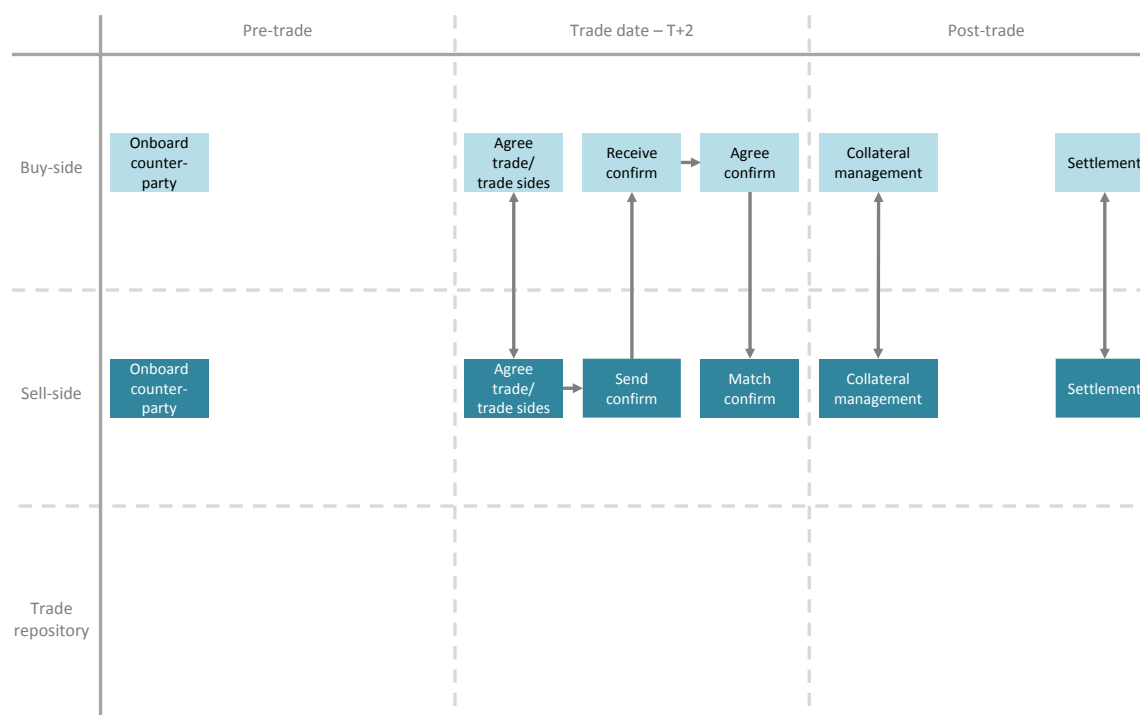 Pre-trade
Trade date – T+2
Post-trade
Buy-side
Onboard
counter-
party
Agree
trade/
trade sides
Receive
confirm
Agree
confirm
Collateral
management
Settlement
Sell-side
Onboard
counter-
party
Agree
trade/
trade sides
Send
confirm
Match
confirm
Collateral
management
Settlement
Trade
repository